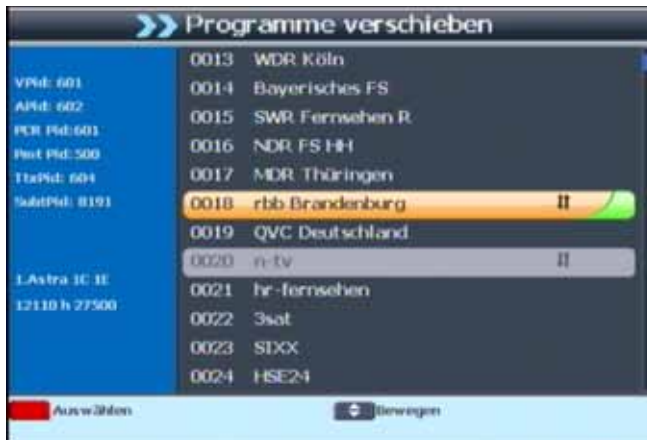 Programme verschieben
VPid: 601
APid: 602
PCR Pid:601
Pmt Pid: 500
TtxPid: 604
SubtPid: 8191
1.Astra 1C 1E
12110 h 27500
0013 WDR Köln
0014 Bayerisches FS
0015 SWR Fernsehen R
0016 NDR FS HH
0017 MDR Thüringen
0018 rbb Brandenburg
0019 QVC Deutschland
0020 n-tv
0021 hr-fernsehen
0022 3sat
0023 SIXX
0024 HSE24
Auswählen
Bewegen